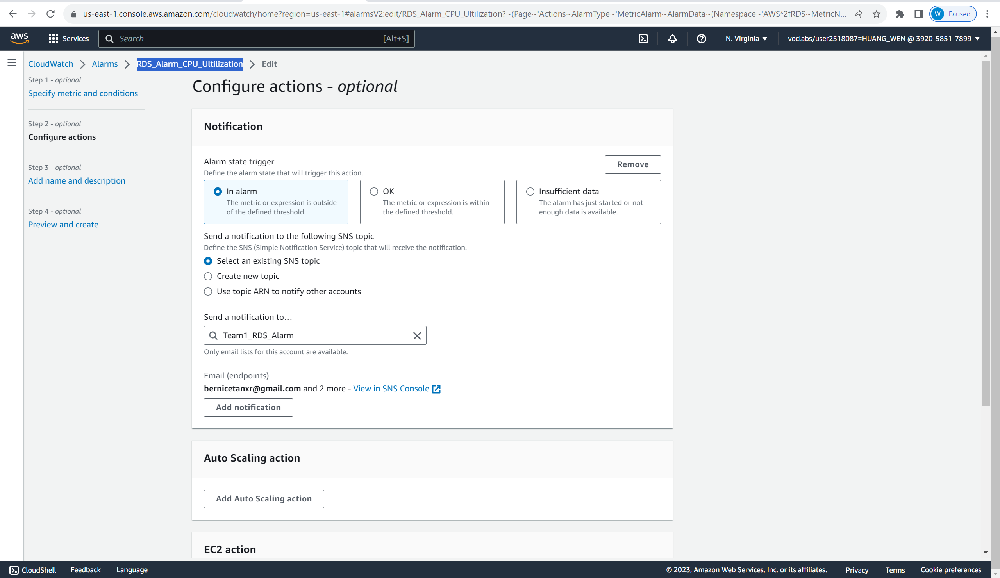 us-east-1.console.aws.amazon.com/cloudwatch/home?region=us-east-1#alarmsV2:edit/RDS_Alarm_CPU_Ultilization?~(Page~'Actions~AlarmType~'MetricAlarm~AlarmData~(Namespace~'AWS*2fRDS~MetricN...
W Paused
aws Services Search [Alt+S] N. Virginia voclabs/user2518087=HUANG_WEN @ 3920-5851-7899
CloudWatch Alarms RDS_Alarm_CPU_Ultilization Edit
Step 1 - optional
Specify metric and conditions
Step 2 - optional
Configure actions
Step 3 - optional
Add name and description
Step 4 - optional
Preview and create
Configure actions - optional
Notification
Alarm state trigger
Define the alarm state that will trigger this action.
Remove
In alarm
The metric or expression is outside
of the defined threshold.
OK
The metric or expression is within
the defined threshold.
Insufficient data
The alarm has just started or not
enough data is available.
Send a notification to the following SNS topic
Define the SNS (Simple Notification Service) topic that will receive the notification.
Select an existing SNS topic
Create new topic
Use topic ARN to notify other accounts
Send a notification to…
Team1_RDS_Alarm
Only email lists for this account are available.
Email (endpoints)
bernicetanxr@gmail.com and 2 more - View in SNS Console
Add notification
Auto Scaling action
Add Auto Scaling action
EC2 action
CloudShell Feedback Language © 2023, Amazon Web Services, Inc. or its affiliates. Privacy Terms Cookie preferences